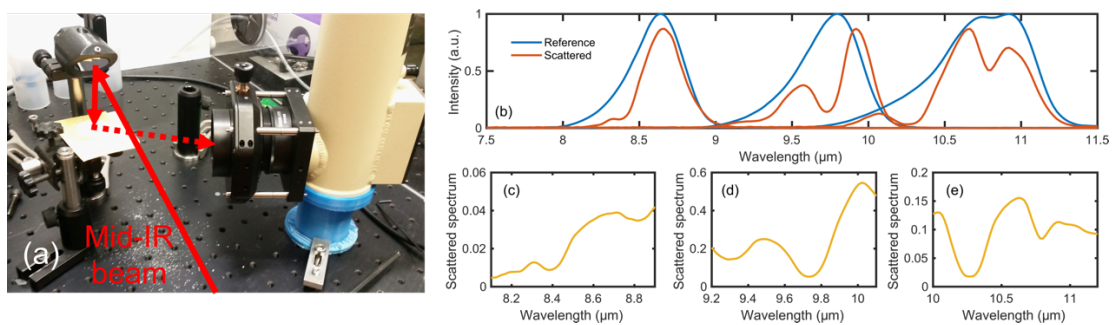 (a)
Mid-IR
beam
Intensity (a.u.)
1
0.5
0
Reference
Scattered
(b)
7.5 8 8.5 9 9.5 10 10.5 11 11.5
Wavelength (µm)
Scattered spectrum
0.06
0.04
0.02
0
(c)
8.2 8.4 8.6 8.8
Wavelength (µm)
Scattered spectrum
0.6
0.4
0.2
0
(d)
9.2 9.4 9.6 9.8 10
Wavelength (µm)
Scattered spectrum
0.2
0.15
0.1
0.05
0
(e)
10 10.5 11
Wavelength (µm)